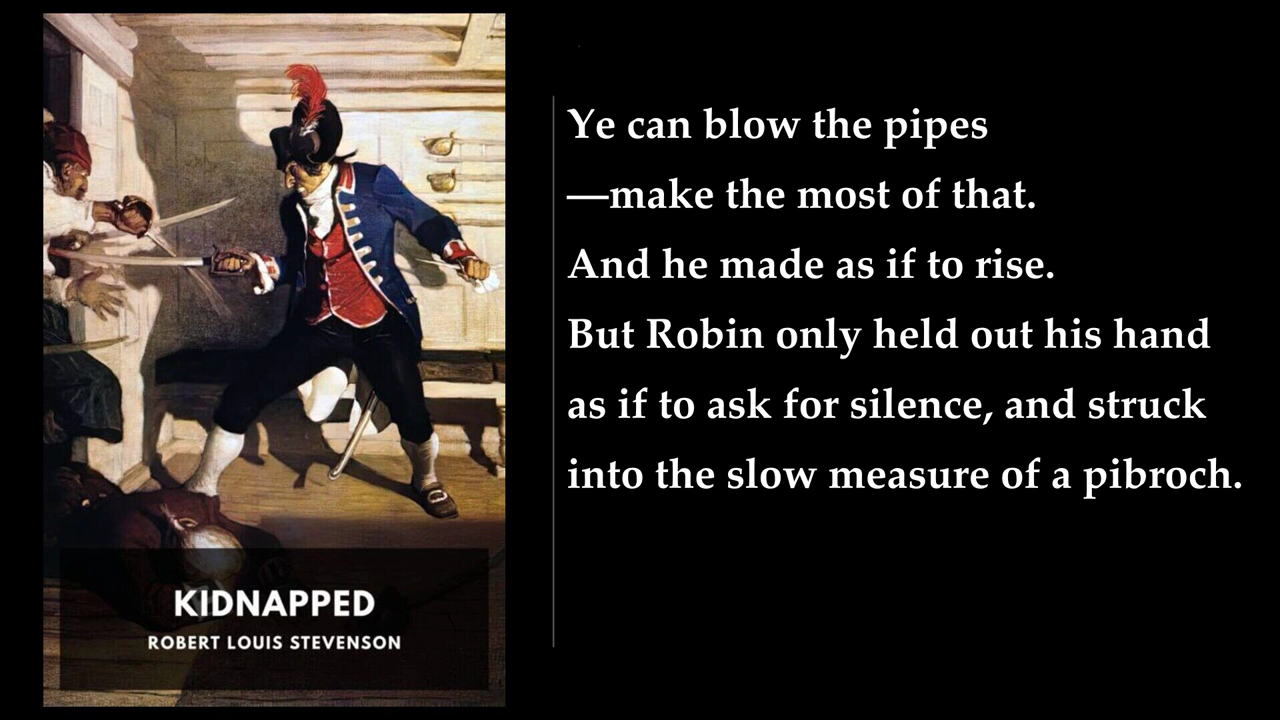 Ye can blow the pipes
—make the most of that.
And he made as if to rise.
But Robin only held out his hand
as if to ask for silence, and struck
into the slow measure of a pibroch.
KIDNAPPED
ROBERT LOUIS STEVENSON